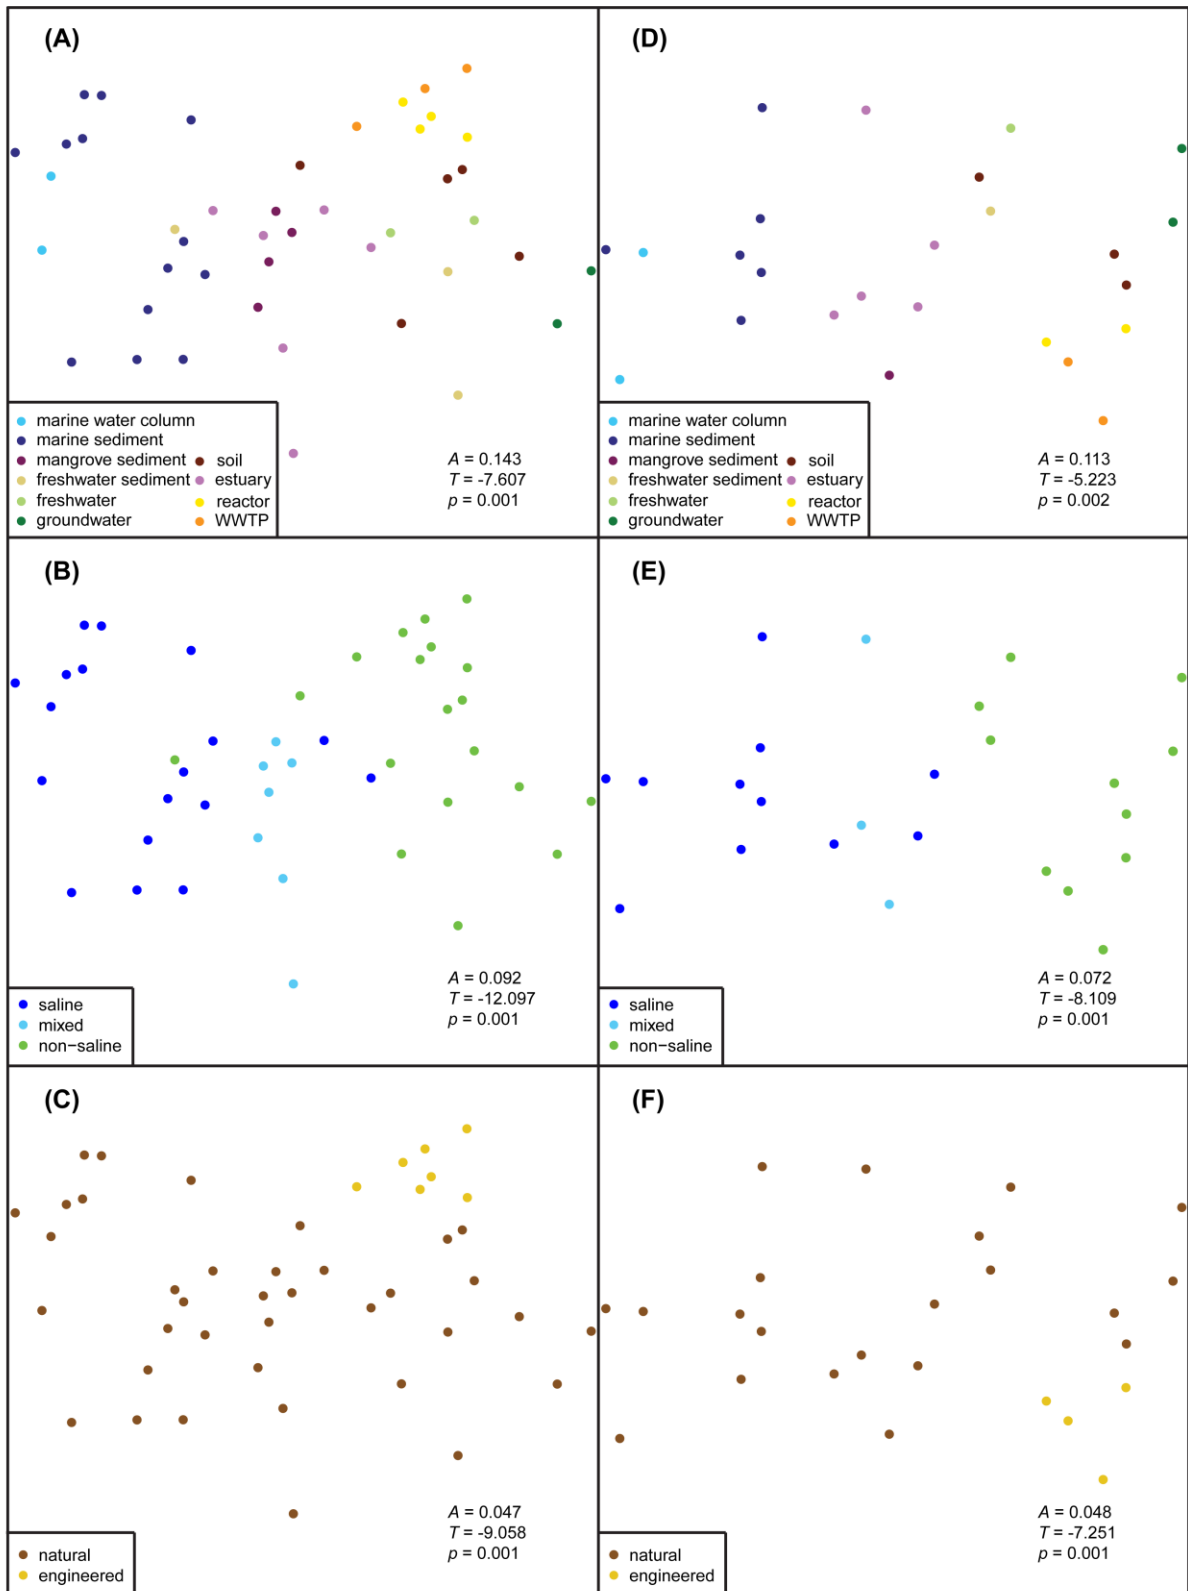 (A)
marine water column
marine sediment
mangrove sediment
freshwater sediment
freshwater
groundwater
soil
estuary
reactor
WWTP
A = 0.143
T = -7.607
p = 0.001
(D)
marine water column
marine sediment
mangrove sediment
freshwater sediment
freshwater
groundwater
soil
estuary
reactor
WWTP
A = 0.113
T = -5.223
p = 0.002
(B)
saline
mixed
non−saline
A = 0.092
T = -12.097
p = 0.001
(E)
saline
mixed
non−saline
A = 0.072
T = -8.109
p = 0.001
(C)
natural
engineered
A = 0.047
T = -9.058
p = 0.001
(F)
natural
engineered
A = 0.048
T = -7.251
p = 0.001